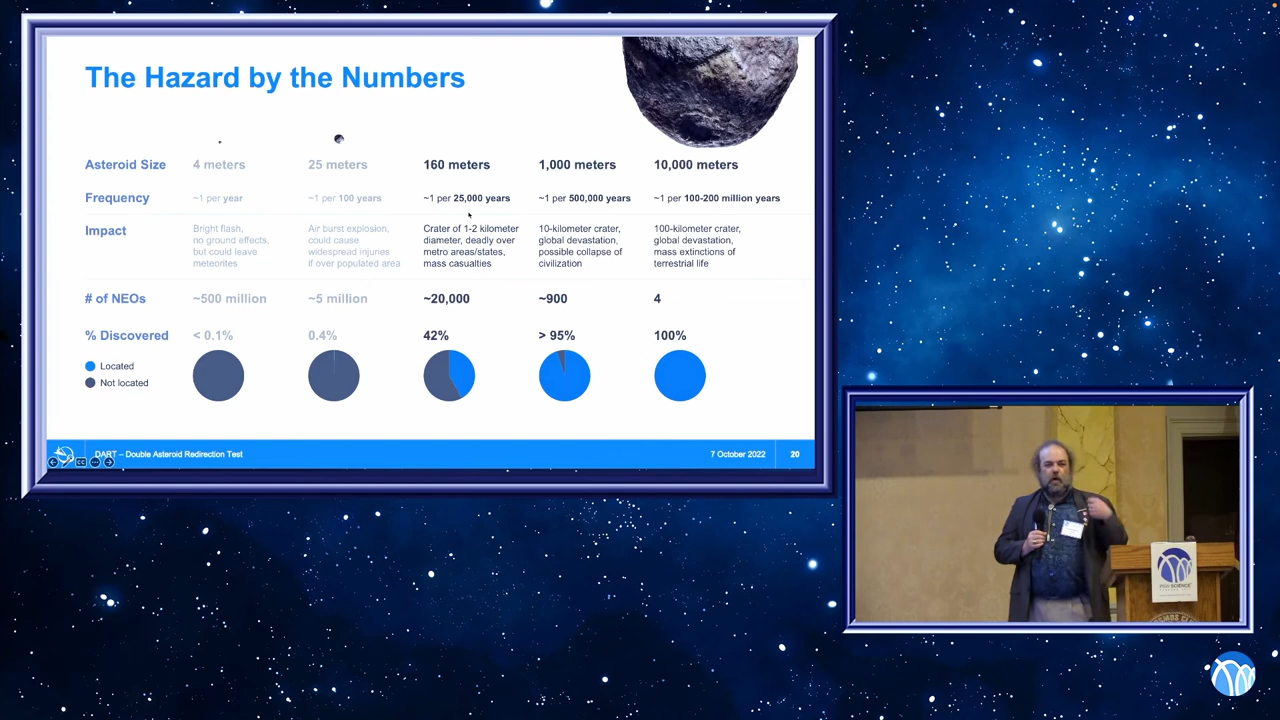 The Hazard by the Numbers
Asteroid Size 4 meters 25 meters 160 meters 1,000 meters 10,000 meters
Frequency ~1 per year ~1 per 100 years ~1 per 25,000 years ~1 per 500,000 years ~1 per 100-200 million years
Impact
Bright flash,
no ground effects,
but could leave
meteorites
Air burst explosion,
could cause
widespread injuries
if over populated area
Crater of 1-2 kilometer
diameter, deadly over
metro areas/states,
mass casualties
10-kilometer crater,
global devastation,
possible collapse of
civilization
100-kilometer crater,
global devastation,
mass extinctions of
terrestrial life
# of NEOs ~500 million ~5 million ~20,000 ~900 4
% Discovered < 0.1% 0.4% 42% > 95% 100%
Located
Not located
DART – Double Asteroid Redirection Test 7 October 2022 20
CC
PSW SCIENCE